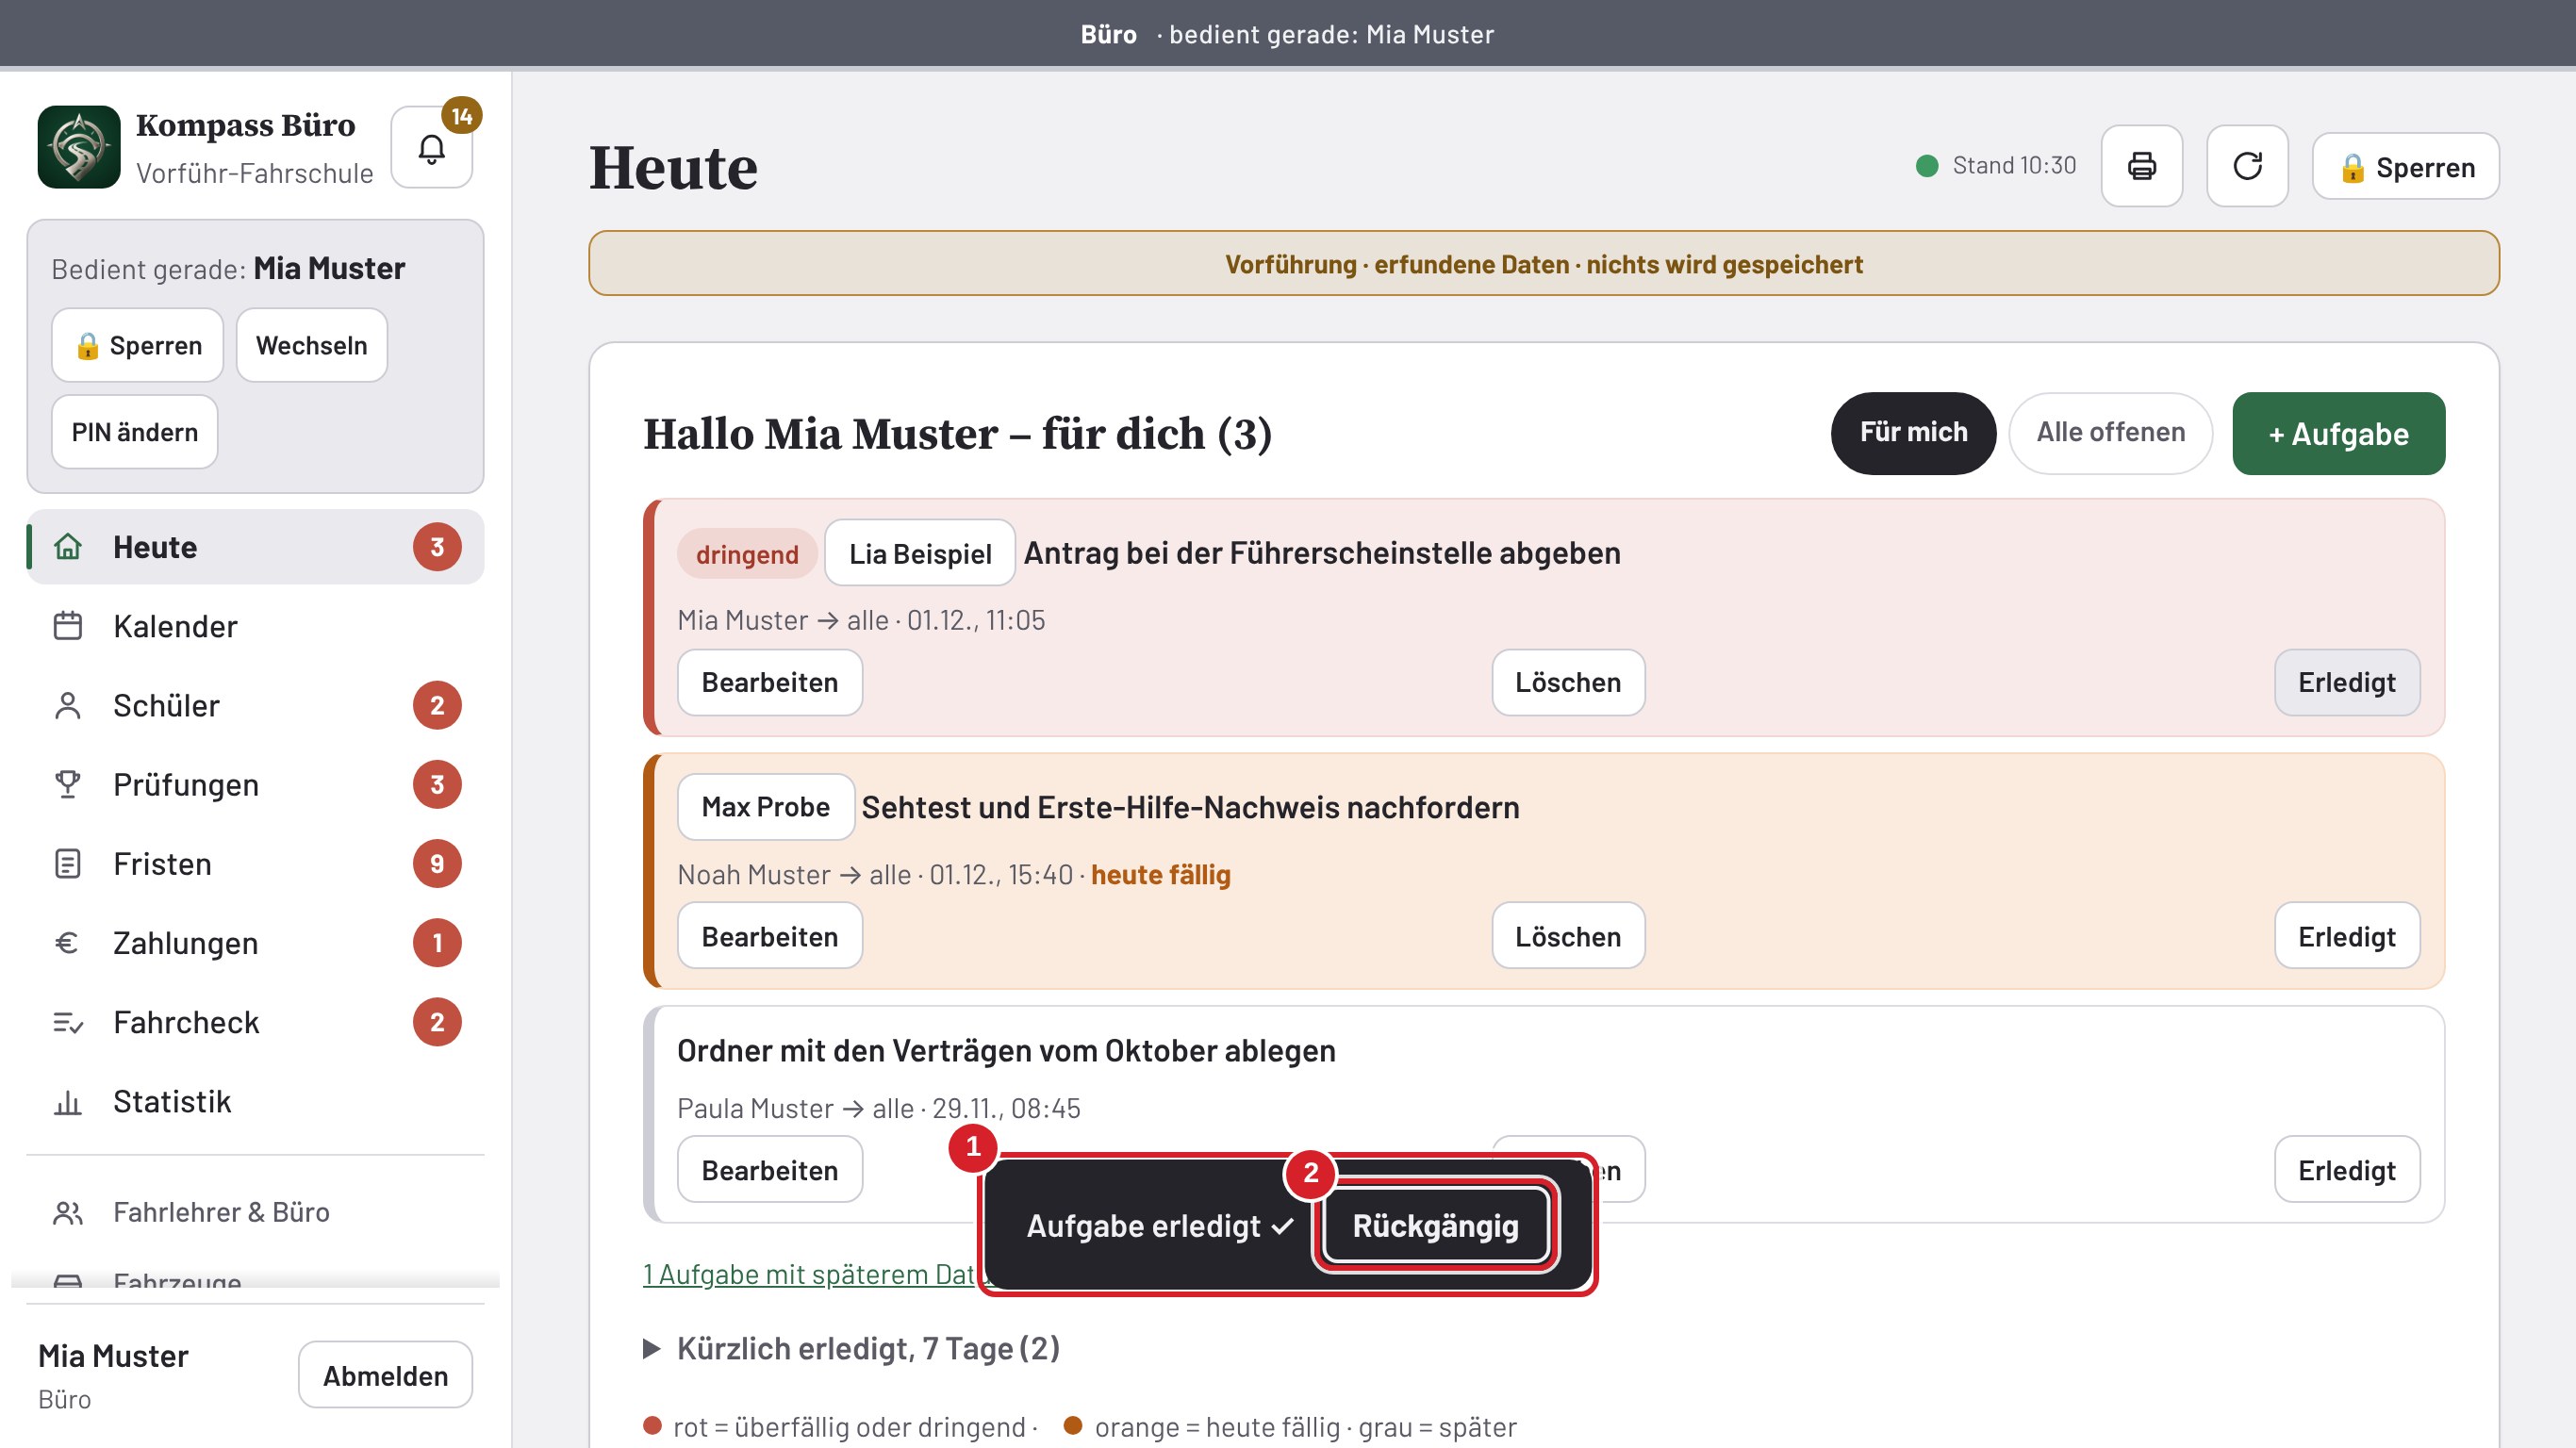 Büro · bedient gerade: Mia Muster
Kompass Büro
Vorführ-Fahrschule
14
Bedient gerade: Mia Muster
🔒 Sperren
Wechseln
PIN ändern
Heute 3
Kalender
Schüler 2
Prüfungen 3
Fristen 9
€ Zahlungen 1
Fahrcheck 2
Statistik
Fahrlehrer & Büro
Fahrzeuge
Mia Muster
Büro
Abmelden
Heute
Stand 10:30
🔒 Sperren
Vorführung · erfundene Daten · nichts wird gespeichert
Hallo Mia Muster – für dich (3)
Für mich
Alle offenen
+ Aufgabe
dringend Lia Beispiel Antrag bei der Führerscheinstelle abgeben
Mia Muster → alle · 01.12., 11:05
Bearbeiten Löschen Erledigt
Max Probe Sehtest und Erste-Hilfe-Nachweis nachfordern
Noah Muster → alle · 01.12., 15:40 · heute fällig
Bearbeiten Löschen Erledigt
Ordner mit den Verträgen vom Oktober ablegen
Paula Muster → alle · 29.11., 08:45
Bearbeiten en Erledigt
1
2
Aufgabe erledigt ✓ Rückgängig
1 Aufgabe mit späterem
▶ Kürzlich erledigt, 7 Tage (2)
rot = überfällig oder dringend · orange = heute fällig · grau = später